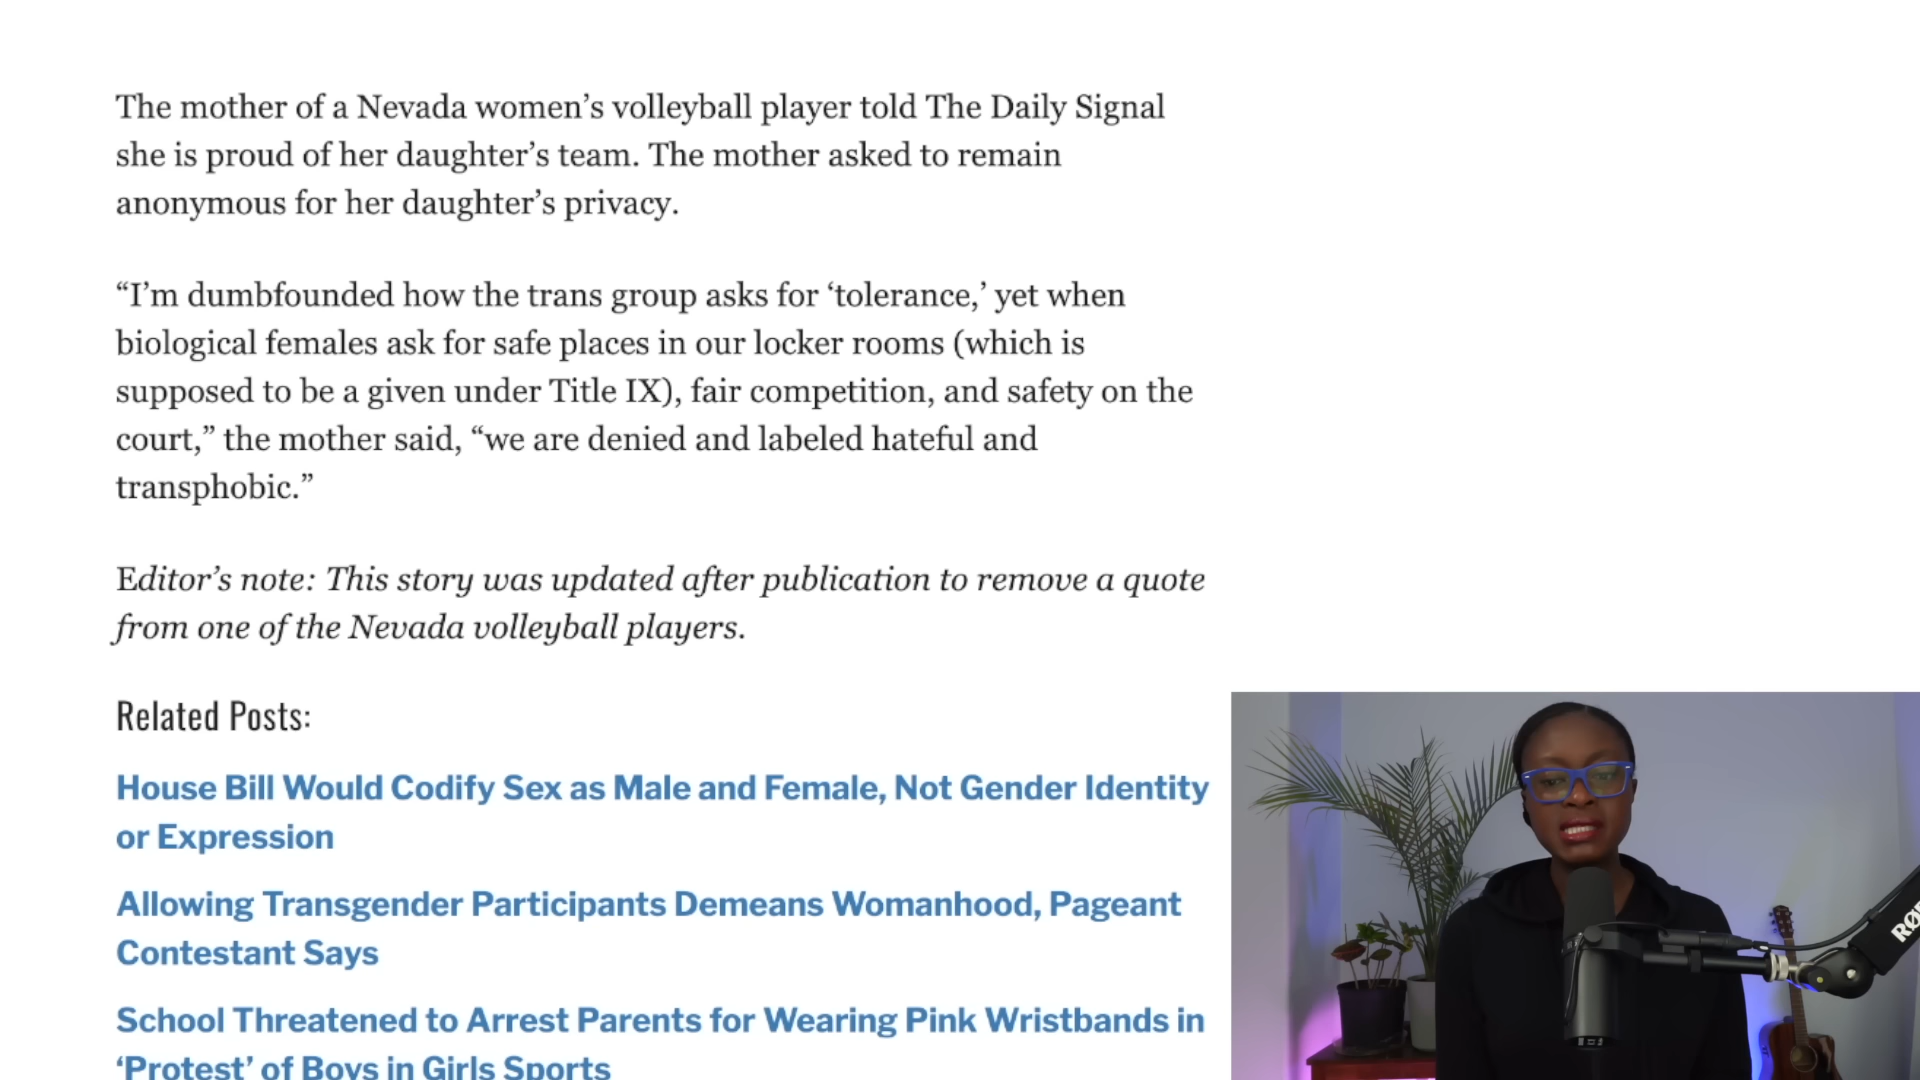 The mother of a Nevada women’s volleyball player told The Daily Signal
she is proud of her daughter’s team. The mother asked to remain
anonymous for her daughter’s privacy.
“I’m dumbfounded how the trans group asks for ‘tolerance,’ yet when
biological females ask for safe places in our locker rooms (which is
supposed to be a given under Title IX), fair competition, and safety on the
court,” the mother said, “we are denied and labeled hateful and
transphobic.”
Editor’s note: This story was updated after publication to remove a quote
from one of the Nevada volleyball players.
Related Posts:
House Bill Would Codify Sex as Male and Female, Not Gender Identity
or Expression
Allowing Transgender Participants Demeans Womanhood, Pageant
Contestant Says
School Threatened to Arrest Parents for Wearing Pink Wristbands in
‘Protest’ of Boys in Girls Sports